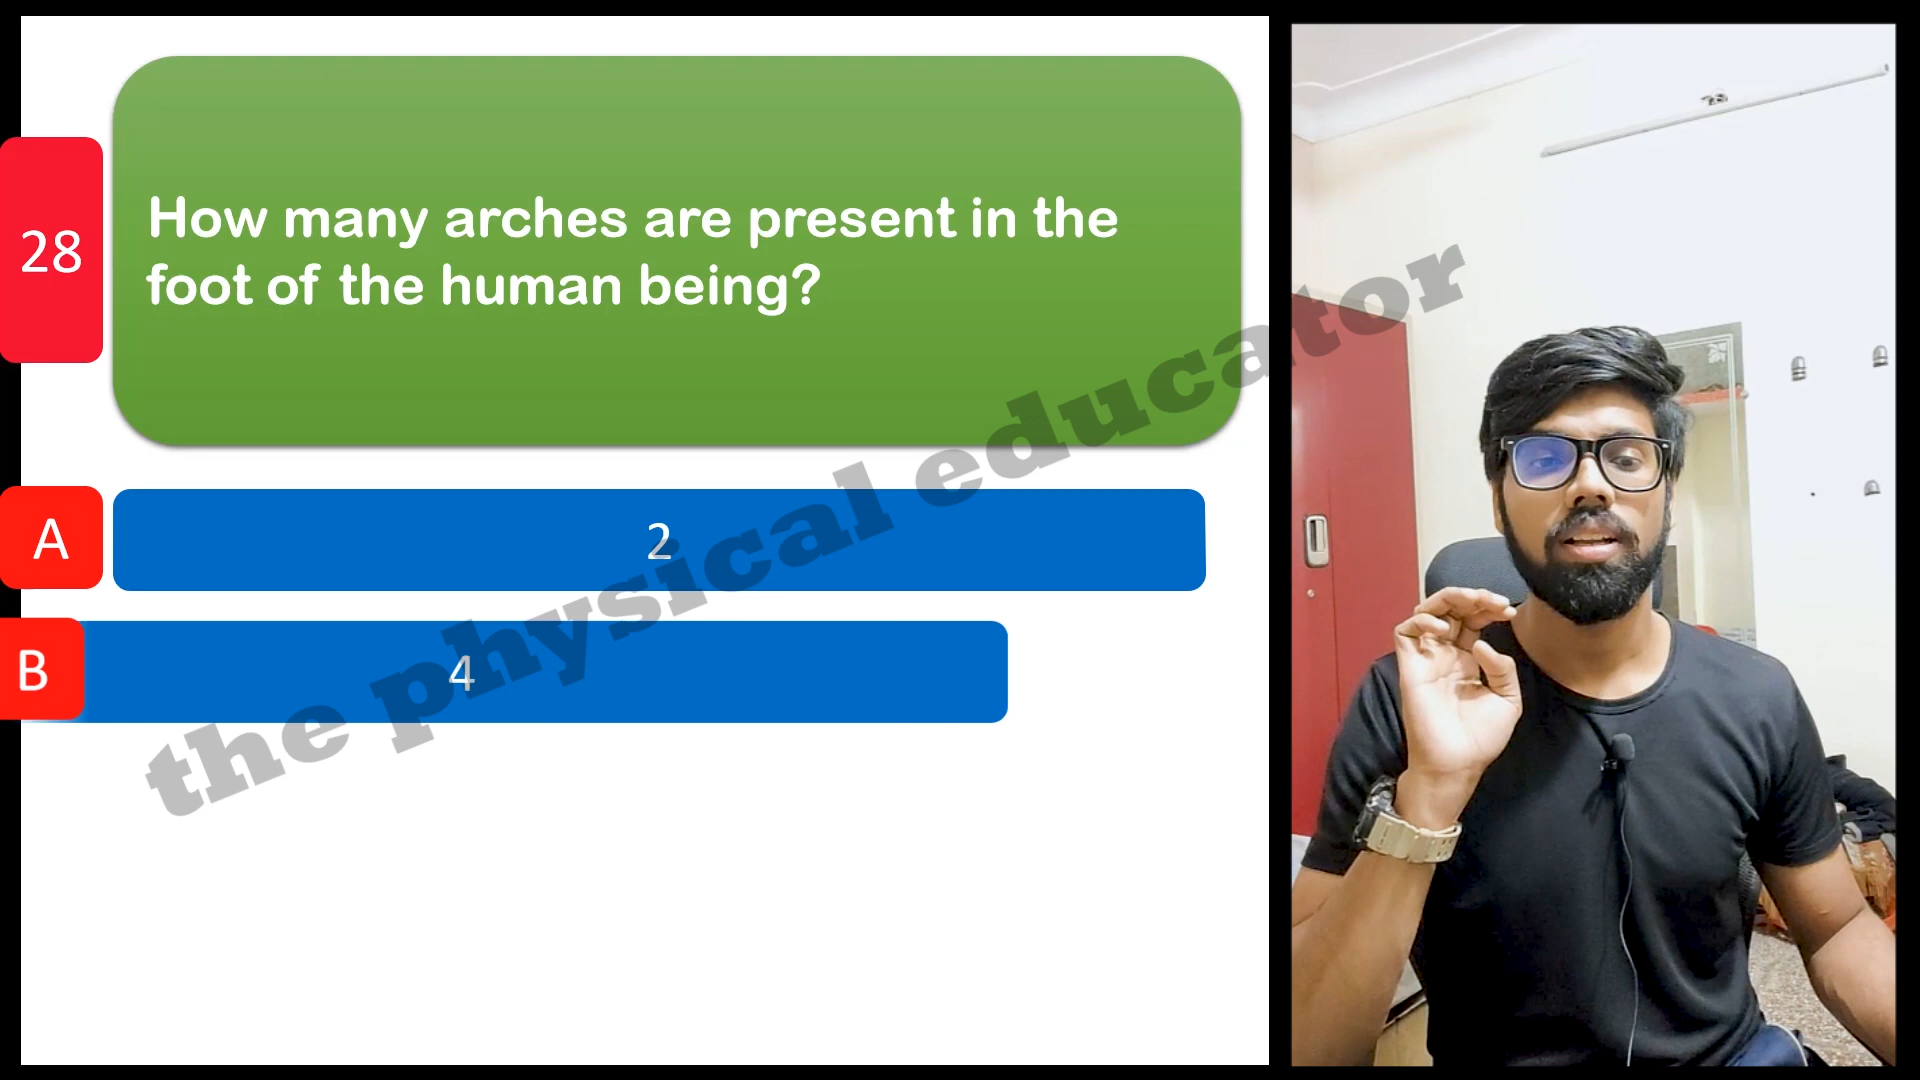 28
How many arches are present in the
foot of the human being?
A
2
B
4
the physical educator